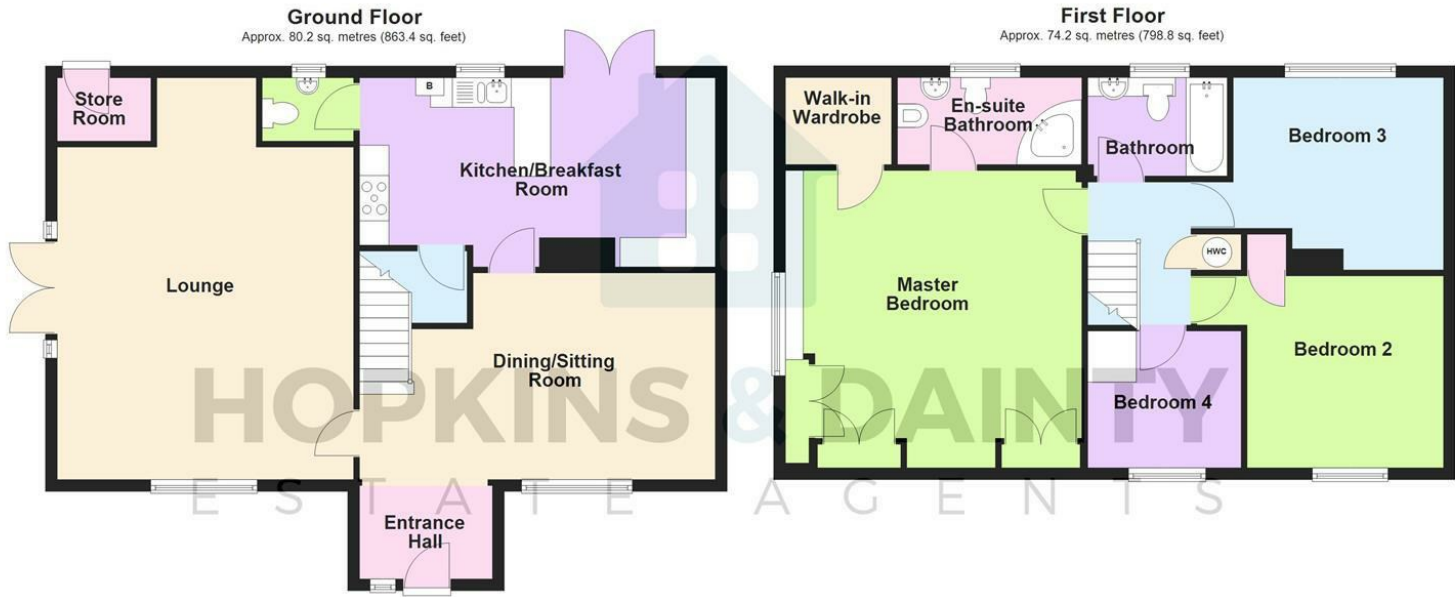 Ground Floor
Approx. 80.2 sq. metres (863.4 sq. feet)
Store
Room
B
Kitchen/Breakfast
Room
Lounge
Dining/Sitting
Room
Entrance
Hall
First Floor
Approx. 74.2 sq. metres (798.8 sq. feet)
Walk-in
Wardrobe
En-suite
Bathroom
Bathroom
Bedroom 3
HWC
Master
Bedroom
Bedroom 2
Bedroom 4
HOPKINS & DAINTY
ESTATE AGENTS